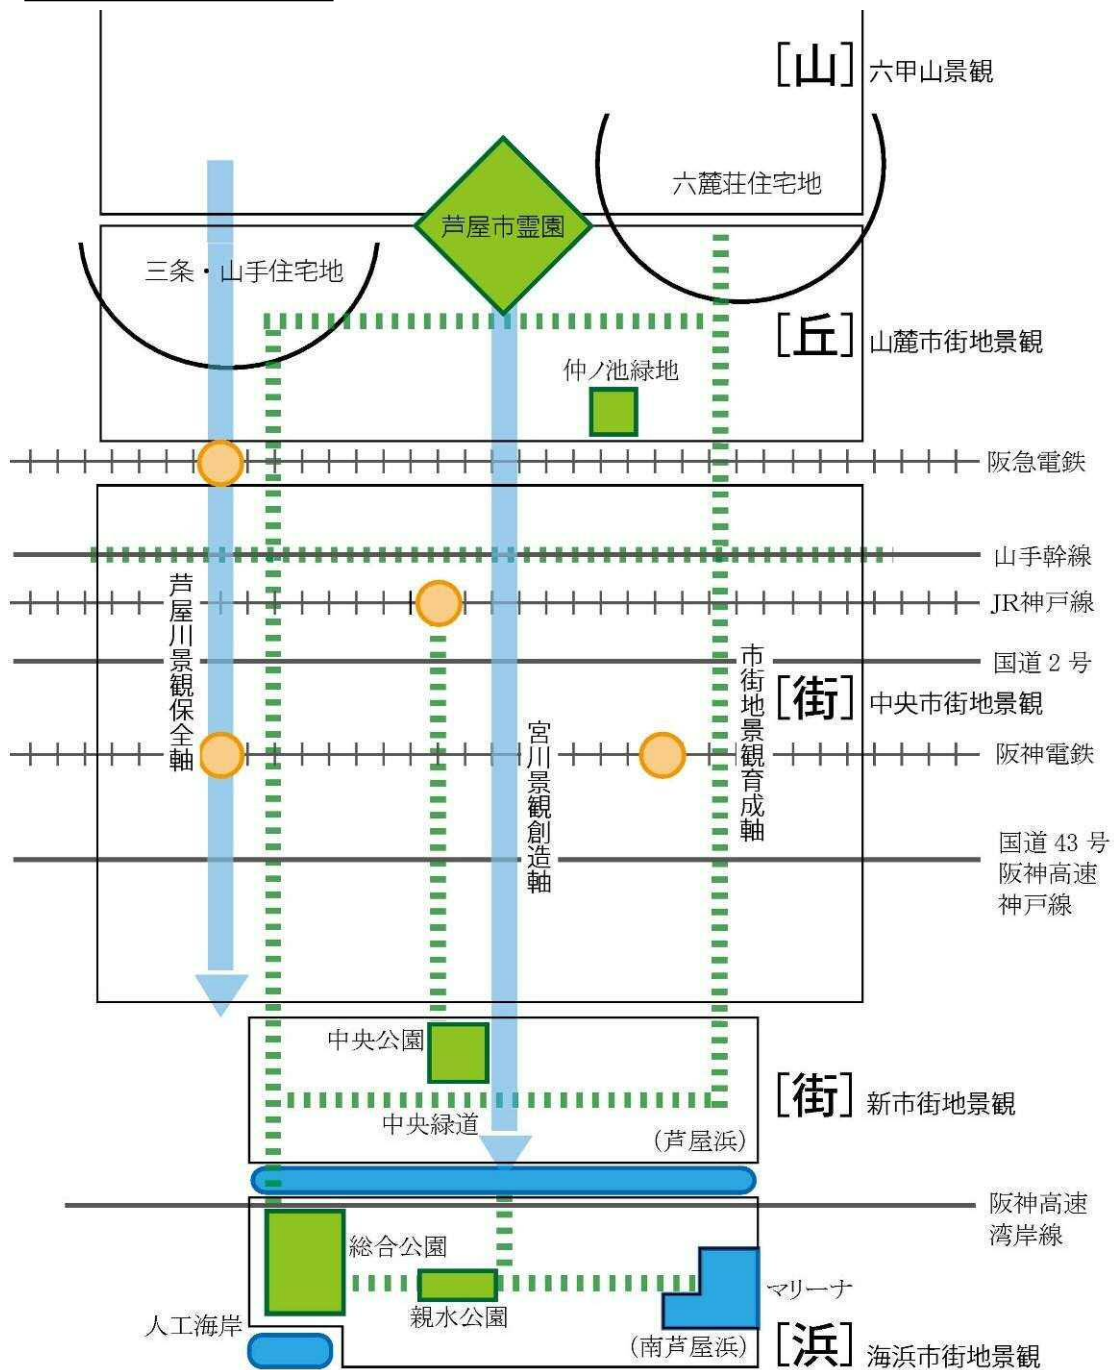 [山] 六甲山景観
六麓荘住宅地
芦屋市霊園
三条・山手住宅地
[丘] 山麓市街地景観
仲ノ池緑地
阪急電鉄
山手幹線
芦屋川景観保全軸
JR神戸線
国道2号
市街地景観育成軸
[街] 中央市街地景観
宮川景観創造軸
阪神電鉄
国道43号
阪神高速
神戸線
中央公園
[街] 新市街地景観
中央緑道
(芦屋浜)
阪神高速
湾岸線
総合公園
マリーナ
親水公園
人工海岸
(南芦屋浜)
[浜] 海浜市街地景観